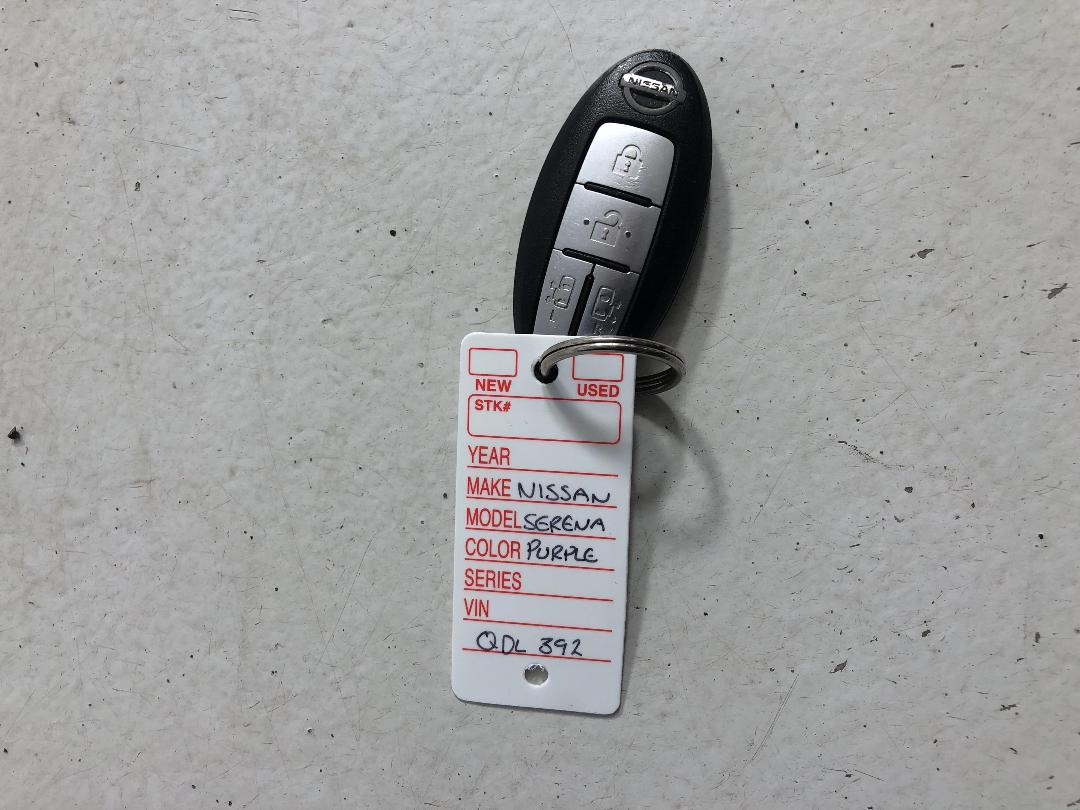 NISSAN
L R
NEW USED
STK#
YEAR
MAKE NISSAN
MODEL SERENA
COLOR PURPLE
SERIES
VIN
QDL 392